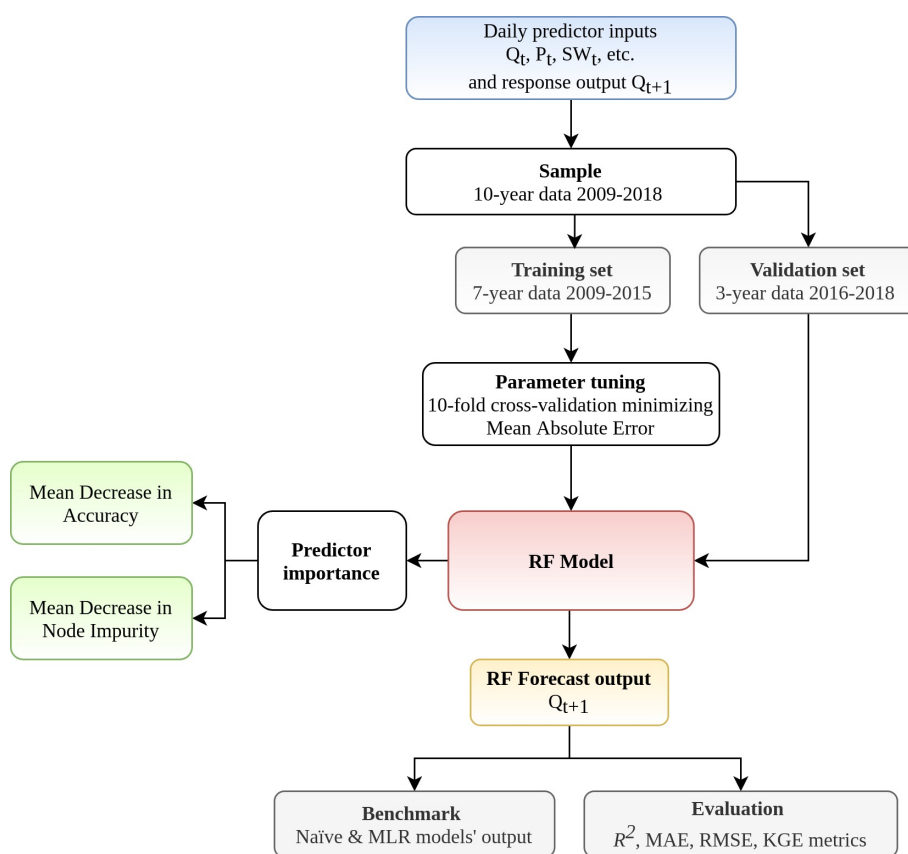 Daily predictor inputs
Qt, Pt, SWt, etc.
and response output Qt+1
Sample
10-year data 2009-2018
Training set
7-year data 2009-2015
Validation set
3-year data 2016-2018
Parameter tuning
10-fold cross-validation minimizing
Mean Absolute Error
Mean Decrease in
Accuracy
Predictor
importance
RF Model
Mean Decrease in
Node Impurity
RF Forecast output
Qt+1
Benchmark
Naïve & MLR models' output
Evaluation
R², MAE, RMSE, KGE metrics